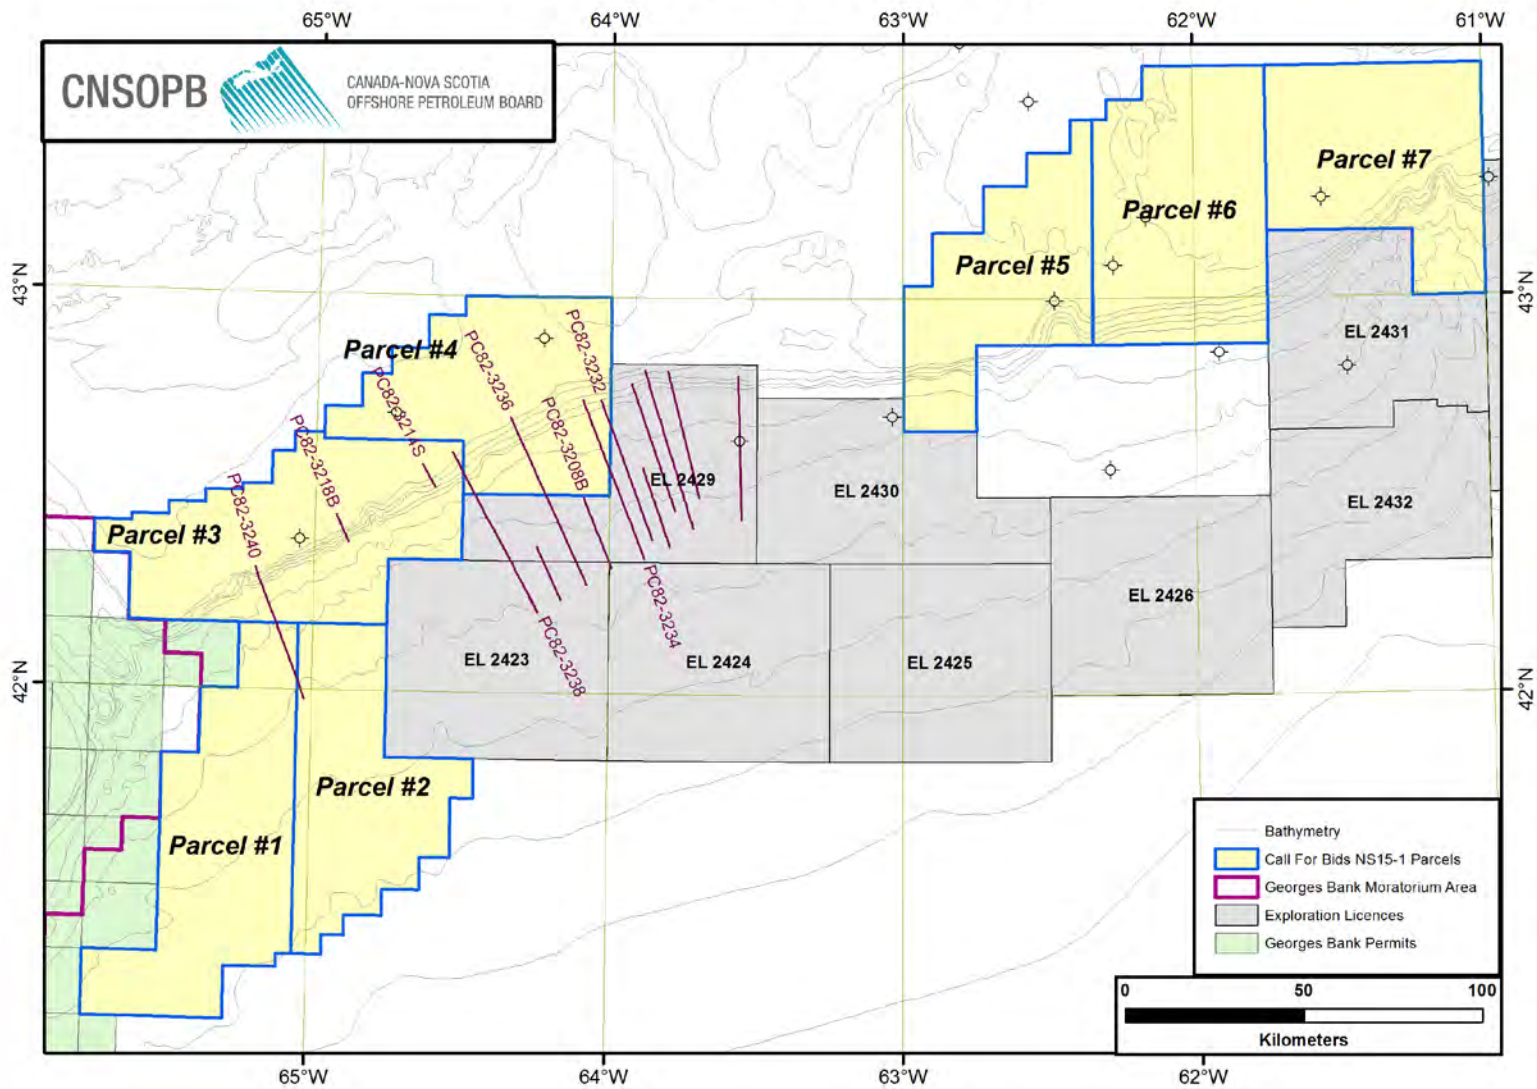 65°W
64°W
63°W
62°W
61°W
CNSOPB
CANADA-NOVA SCOTIA
OFFSHORE PETROLEUM BOARD
Parcel #7
Parcel #6
Parcel #5
43°N
43°N
EL 2431
Parcel #4
PC82-3232
PC82-3236
PC82-3214S
PC82-3208B
PC82-3218B
EL 2429
EL 2430
EL 2432
PC82-3240
Parcel #3
EL 2426
PC82-3234
PC82-3238
EL 2423
EL 2424
EL 2425
42°N
42°N
Parcel #2
Parcel #1
Bathymetry
Call For Bids NS15-1 Parcels
Georges Bank Moratorium Area
Exploration Licences
Georges Bank Permits
0 50 100
Kilometers
65°W
64°W
63°W
62°W